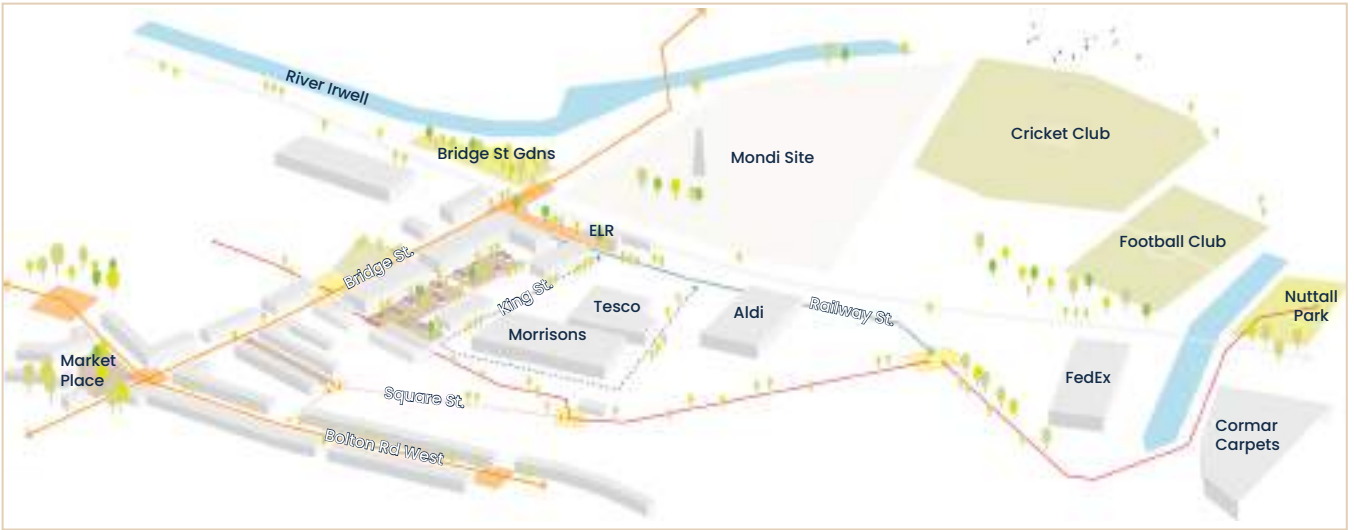 River Irwell
Bridge St Gdns
Mondi Site
Cricket Club
ELR
Football Club
Bridge St.
King St.
Tesco
Aldi
Railway St.
Nuttall
Park
Morrisons
Market
Place
FedEx
Square St.
Cormar
Carpets
Bolton Rd West